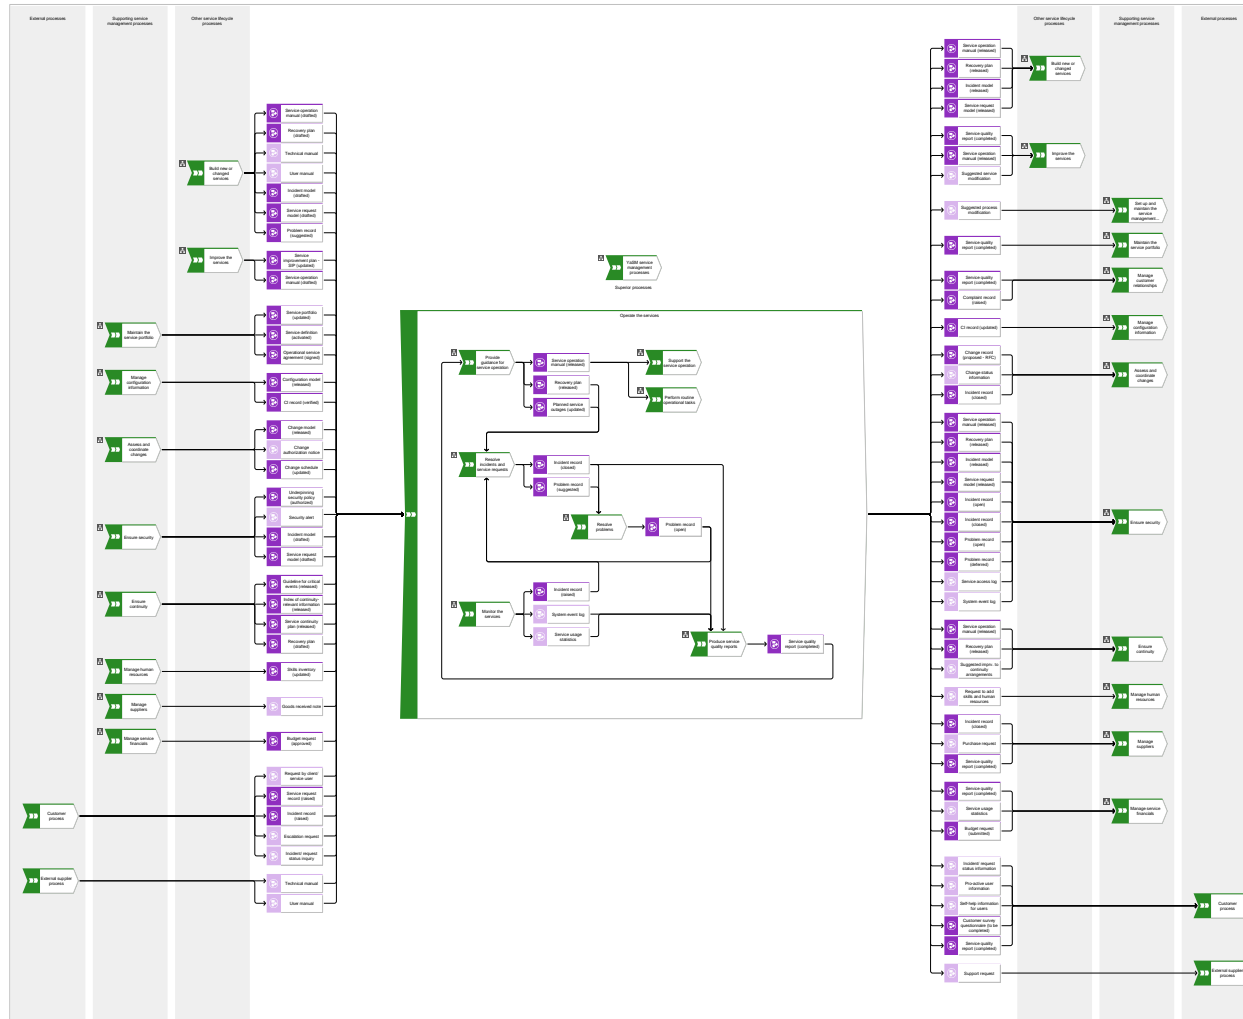 External processes
Supporting service
management processes
Other service lifecycle
processes
Other service lifecycle
processes
Supporting service
management processes
External processes
Build new or
changed
services
Improve the
services
Maintain the
service portfolio
Manage
configuration
information
Assess and
coordinate
changes
Ensure security
Ensure
continuity
Manage human
resources
Manage
suppliers
Manage service
financials
Customer
process
External supplier
process
Service operation
manual (drafted)
Recovery plan
(drafted)
Technical manual
User manual
Incident model
(drafted)
Service request
model (drafted)
Problem record
(suggested)
Service
improvement plan -
SIP (updated)
Service operation
manual (drafted)
Service portfolio
(updated)
Service definition
(activated)
Operational service
agreement (signed)
Configuration model
(released)
CI record (verified)
Change model
(released)
Change
authorization notice
Change schedule
(updated)
Underpinning
security policy
(authorized)
Security alert
Incident model
(drafted)
Service request
model (drafted)
Guideline for critical
events (released)
Index of continuity-
relevant information
(released)
Service continuity
plan (released)
Recovery plan
(drafted)
Skills inventory
(updated)
Goods received note
Budget request
(approved)
Request by client/
service user
Service request
record (raised)
Incident record
(raised)
Escalation request
Incident/ request
status inquiry
Technical manual
User manual
YaSM service
management
processes
Superior processes
Operate the services
Provide
guidance for
service operation
Service operation
manual (released)
Recovery plan
(released)
Planned service
outages (updated)
Support the
service operation
Perform routine
operational tasks
Resolve
incidents and
service requests
Incident record
(closed)
Problem record
(suggested)
Resolve
problems
Problem record
(open)
Monitor the
services
Incident record
(raised)
System event log
Service usage
statistics
Produce service
quality reports
Service quality
report (completed)
Service operation
manual (released)
Recovery plan
(released)
Incident model
(released)
Service request
model (released)
Service quality
report (completed)
Service operation
manual (released)
Suggested service
modification
Suggested process
modification
Service quality
report (completed)
Service quality
report (completed)
Complaint record
(raised)
CI record (updated)
Change record
(proposed - RFC)
Change status
information
Incident record
(closed)
Service operation
manual (released)
Recovery plan
(released)
Incident model
(released)
Service request
model (released)
Incident record
(open)
Incident record
(closed)
Problem record
(open)
Problem record
(deferred)
Service access log
System event log
Service operation
manual (released)
Recovery plan
(released)
Suggested impro. to
continuity
arrangements
Request to add
skills and human
resources
Incident record
(closed)
Purchase request
Service quality
report (completed)
Service quality
report (completed)
Service usage
statistics
Budget request
(submitted)
Incident/ request
status information
Pro-active user
information
Self-help information
for users
Customer survey
questionnaire (to be
completed)
Service quality
report (completed)
Support request
Build new or
changed
services
Improve the
services
Set up and
maintain the
service
management...
Maintain the
service portfolio
Manage
customer
relationships
Manage
configuration
information
Assess and
coordinate
changes
Ensure security
Ensure
continuity
Manage human
resources
Manage
suppliers
Manage service
financials
Customer
process
External supplier
process